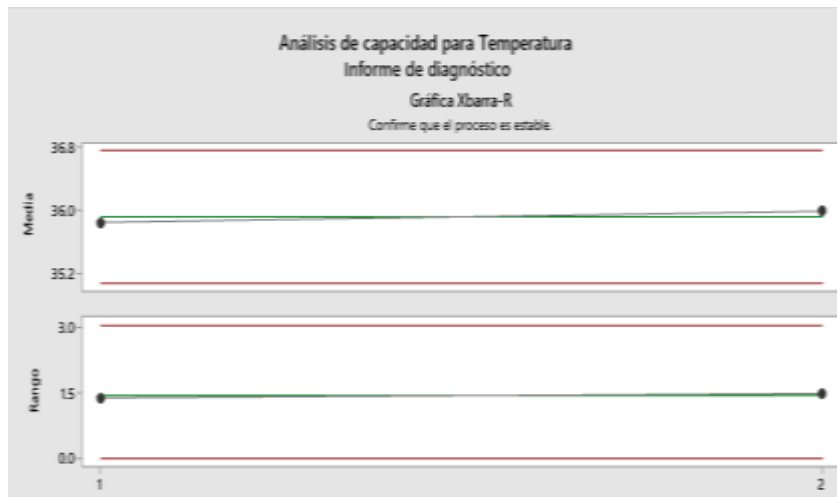 Análisis de capacidad para Temperatura
Informe de diagnóstico
Gráfica Xbarra-R
Confirme que el proceso es estable.
36.8
36.0
35.2
Media
3.0
1.5
0.0
Rango
1
2